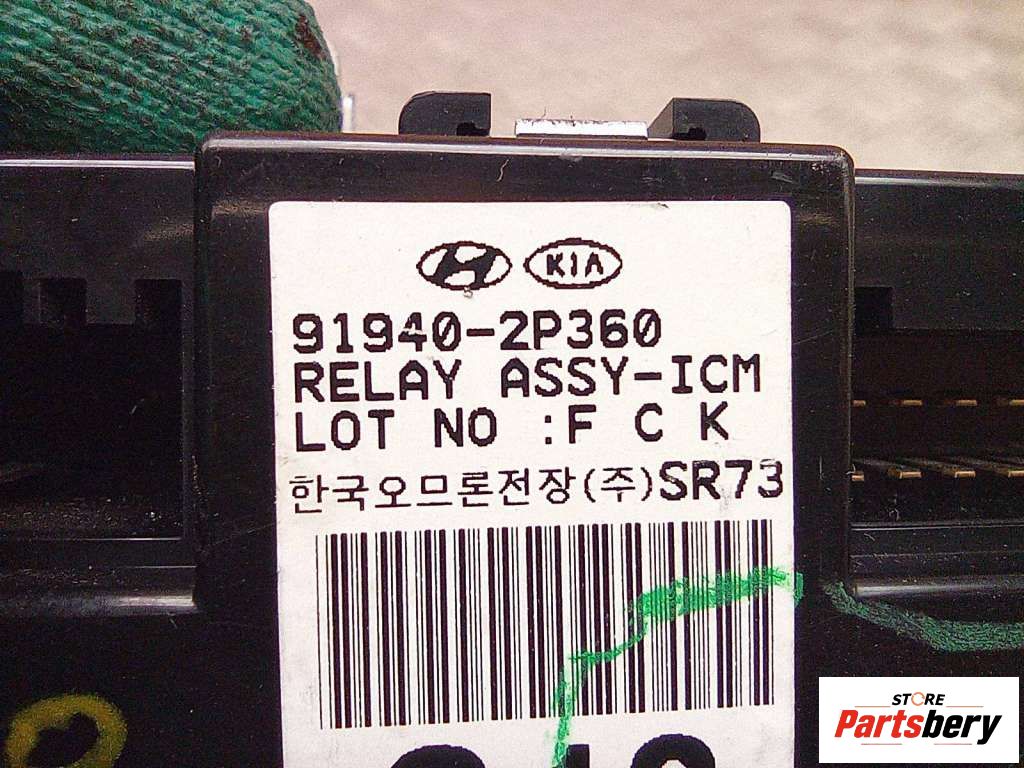 KIA
91940-2P360
RELAY ASSY-ICM
LOT NO :F C K
한국오므론전장(주)SR73
STORE
Partsbery